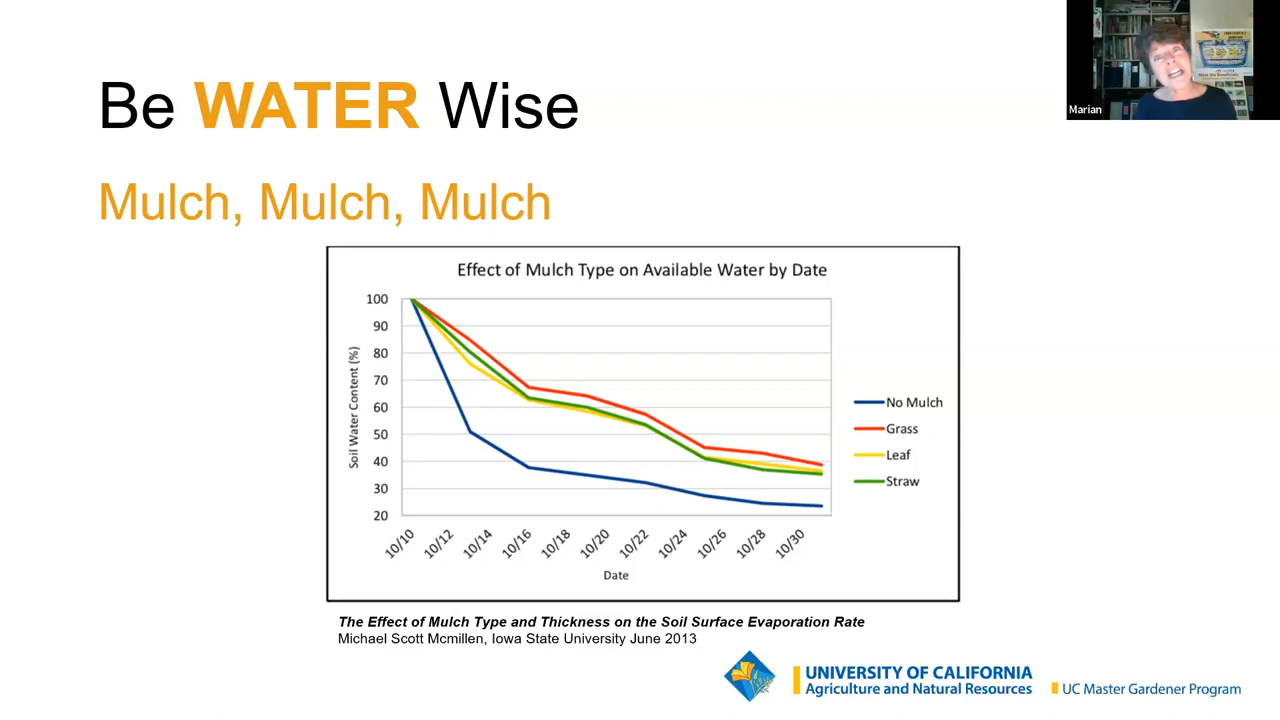 Be WATER Wise
Marian
Mulch, Mulch, Mulch
Effect of Mulch Type on Available Water by Date
Soil Water Content (%)
100
90
80
70
60
50
40
30
20
10/10
10/12
10/14
10/16
10/18
10/20
10/22
10/24
10/26
10/28
10/30
Date
No Mulch
Grass
Leaf
Straw
The Effect of Mulch Type and Thickness on the Soil Surface Evaporation Rate
Michael Scott Mcmillen, Iowa State University June 2013
UNIVERSITY OF CALIFORNIA
Agriculture and Natural Resources
UC Master Gardener Program